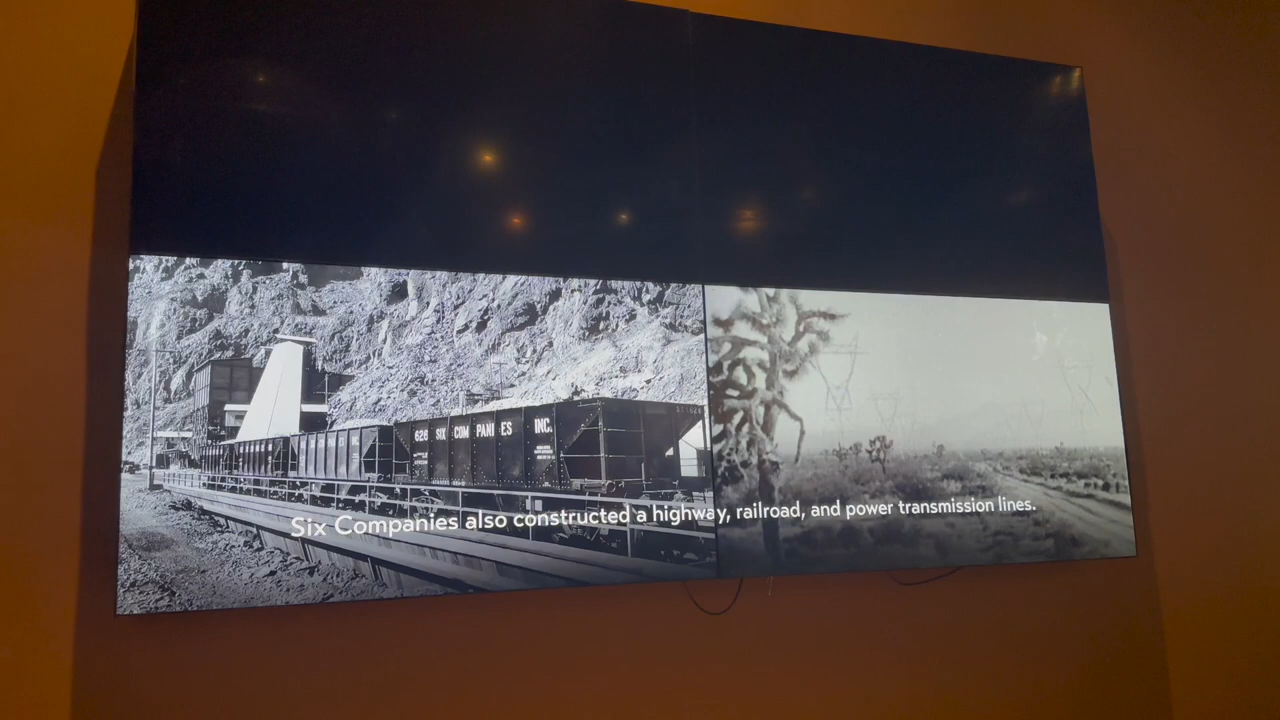 626 SIX COMPANIES INC.
Six Companies also constructed a highway, railroad, and power transmission lines.